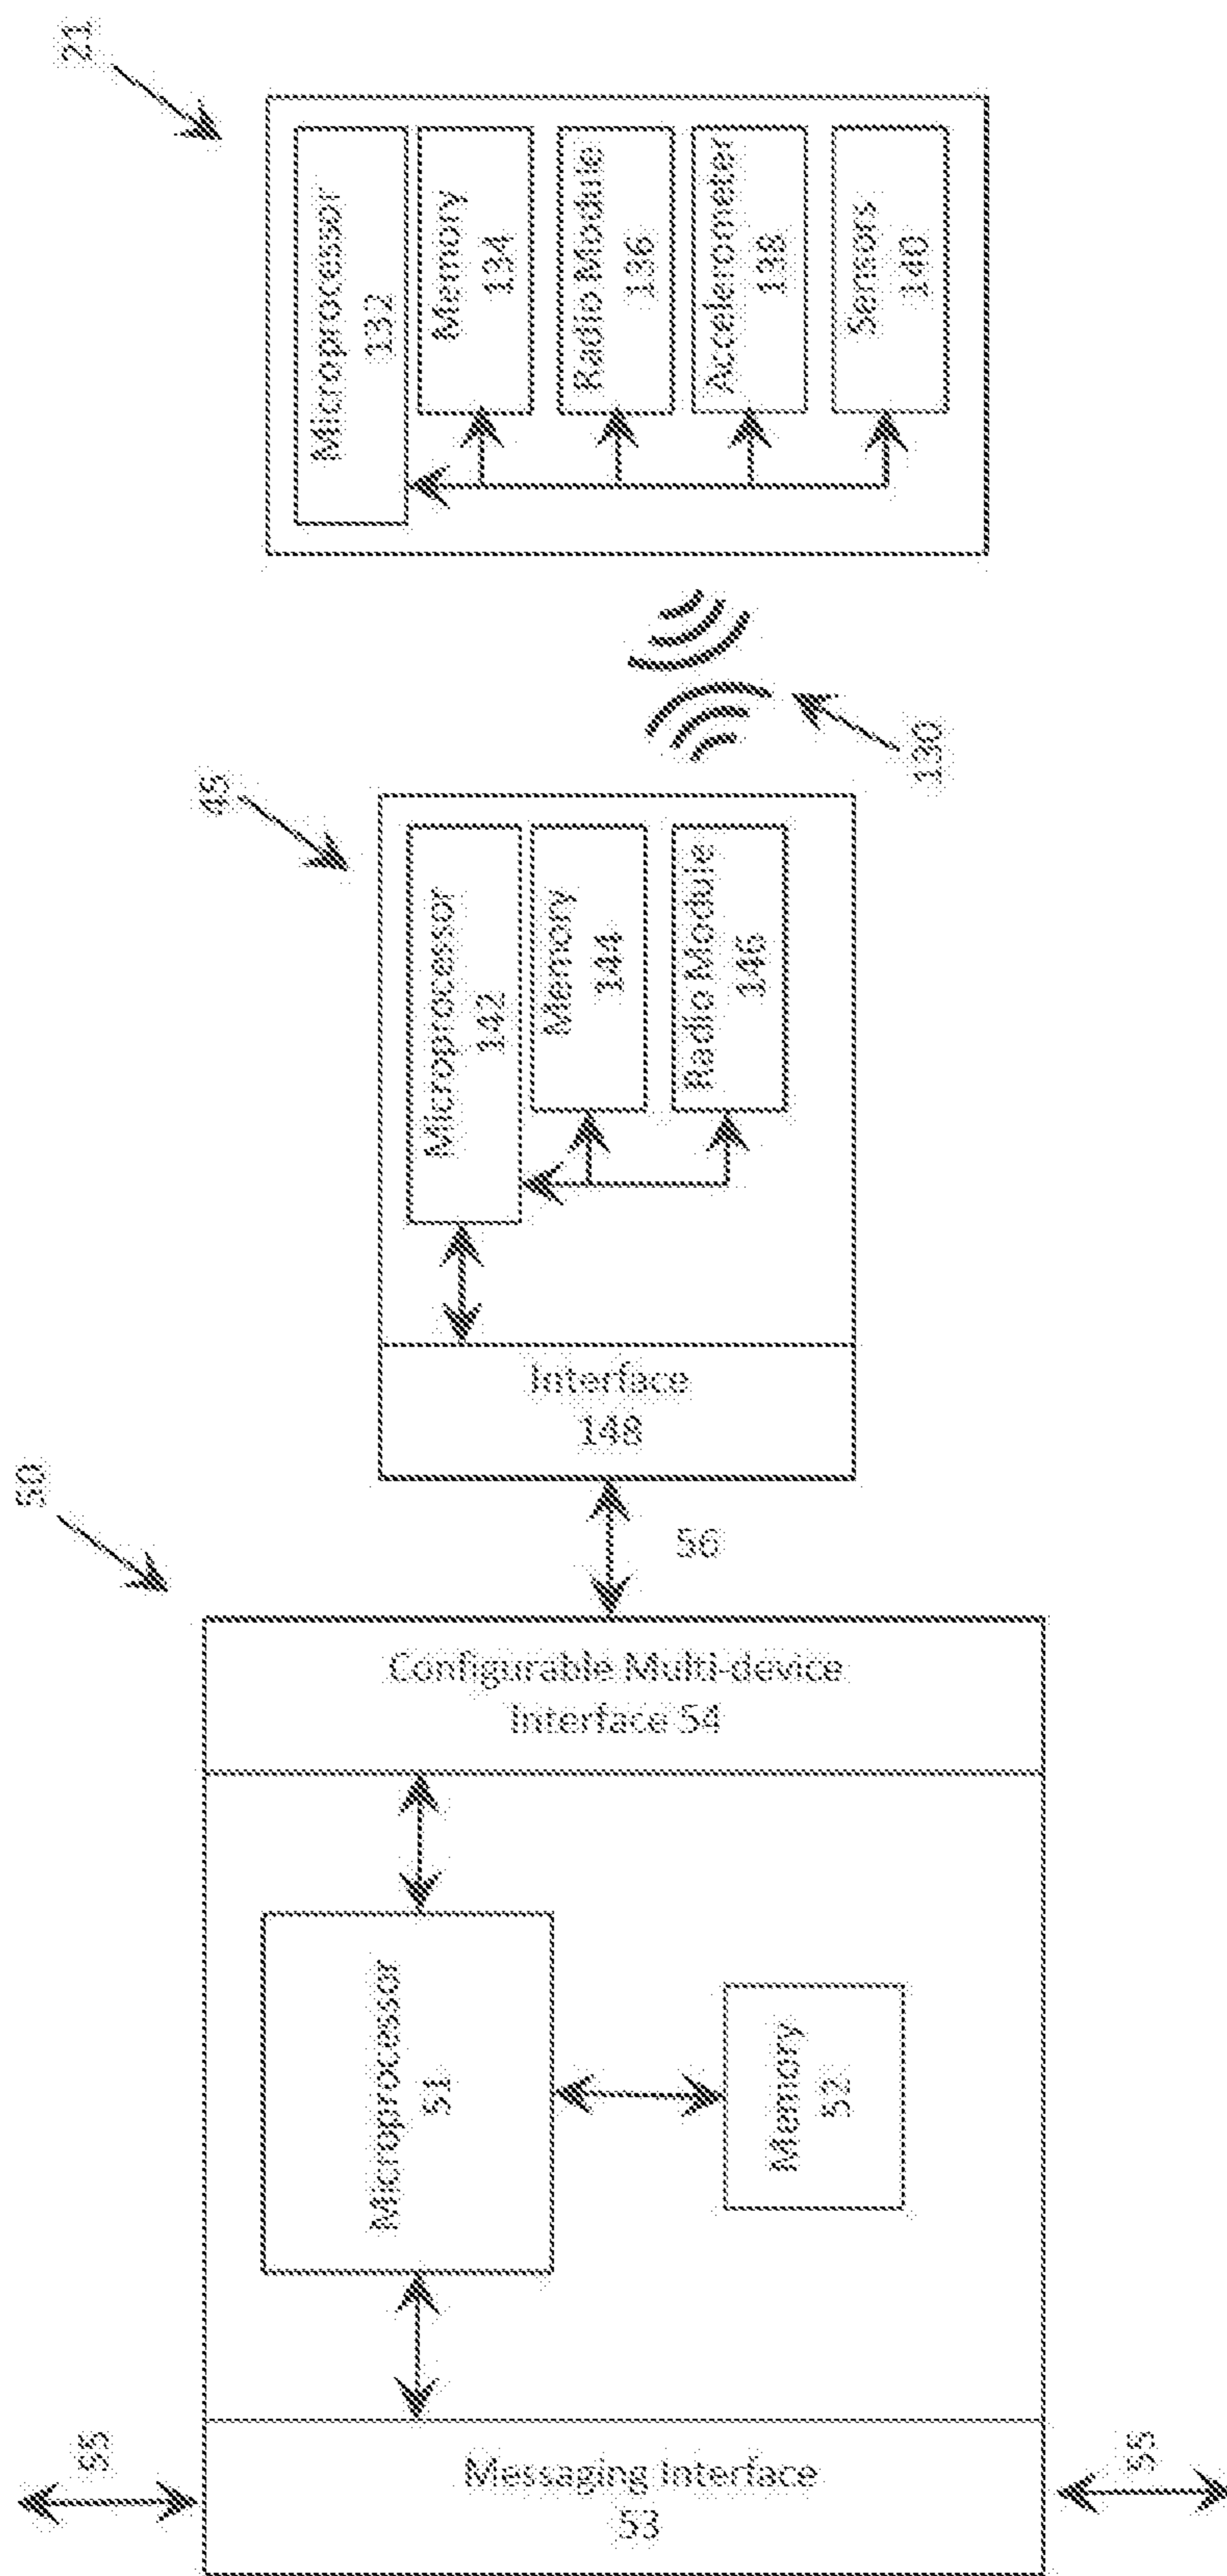 21
Microprocessor
132
Memory
134
Radio Module
136
Accelerometer
138
Sensors
140
130
45
Microprocessor
142
Memory
144
Radio Module
146
Interface
148
50
56
Configurable Multi-device
Interface 54
Microprocessor
51
Memory
52
55
Messaging Interface
53
55